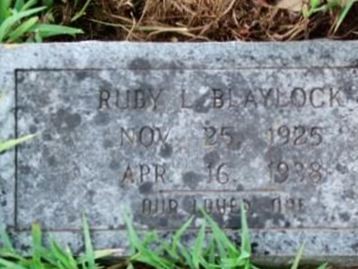 RUBY L. BLAYLOCK
NOV. 25, 1925
APR. 16, 1938
OUR LOVED ONE